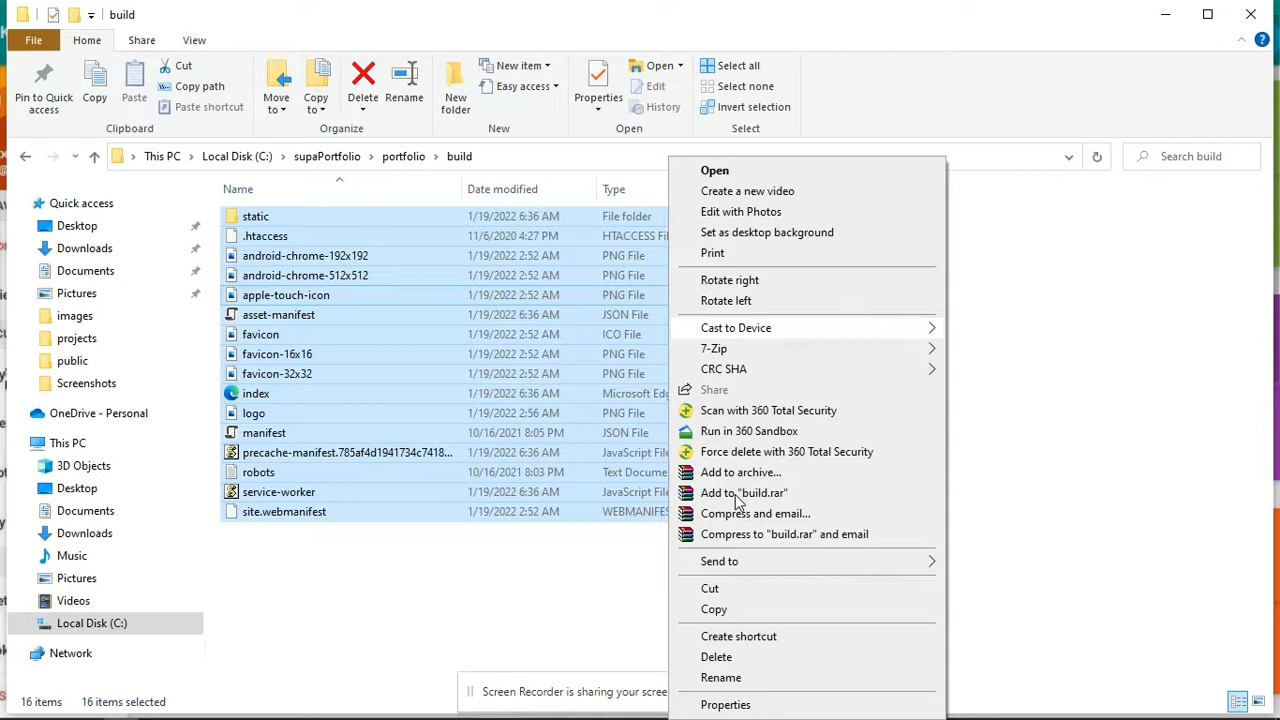 build
File
Home
Share
View
Pin to Quick access
Copy
Paste
Cut
Copy path
Paste shortcut
Clipboard
Move to
Copy to
Delete
Rename
Organize
New folder
New item
Easy access
New
Properties
Open
Edit
History
Open
Select all
Select none
Invert selection
Select
This PC
Local Disk (C:)
supaPortfolio
portfolio
build
Search build
Quick access
Desktop
Downloads
Documents
Pictures
images
projects
public
Screenshots
OneDrive - Personal
This PC
3D Objects
Desktop
Documents
Downloads
Music
Pictures
Videos
Local Disk (C:)
Network
Name Date modified Type
static 1/19/2022 6:36 AM File folder
.htaccess 11/6/2020 4:27 PM HTACCESS Fil
android-chrome-192x192 1/19/2022 2:52 AM PNG File
android-chrome-512x512 1/19/2022 2:52 AM PNG File
apple-touch-icon 1/19/2022 2:52 AM PNG File
asset-manifest 1/19/2022 6:36 AM JSON File
favicon 1/19/2022 2:52 AM ICO File
favicon-16x16 1/19/2022 2:52 AM PNG File
favicon-32x32 1/19/2022 2:52 AM PNG File
index 1/19/2022 6:36 AM Microsoft Edg
logo 1/19/2022 2:56 AM PNG File
manifest 10/16/2021 8:05 PM JSON File
precache-manifest.785af4d1941734c7418... 1/19/2022 6:36 AM JavaScript File
robots 10/16/2021 8:03 PM Text Docume
service-worker 1/19/2022 6:36 AM JavaScript File
site.webmanifest 1/19/2022 2:52 AM WEBMANIFES
Open
Create a new video
Edit with Photos
Set as desktop background
Print
Rotate right
Rotate left
Cast to Device
7-Zip
CRC SHA
Share
Scan with 360 Total Security
Run in 360 Sandbox
Force delete with 360 Total Security
Add to archive...
Add to "build.rar"
Compress and email...
Compress to "build.rar" and email
Send to
Cut
Copy
Create shortcut
Delete
Rename
Properties
Screen Recorder is sharing your scree
16 items 16 items selected